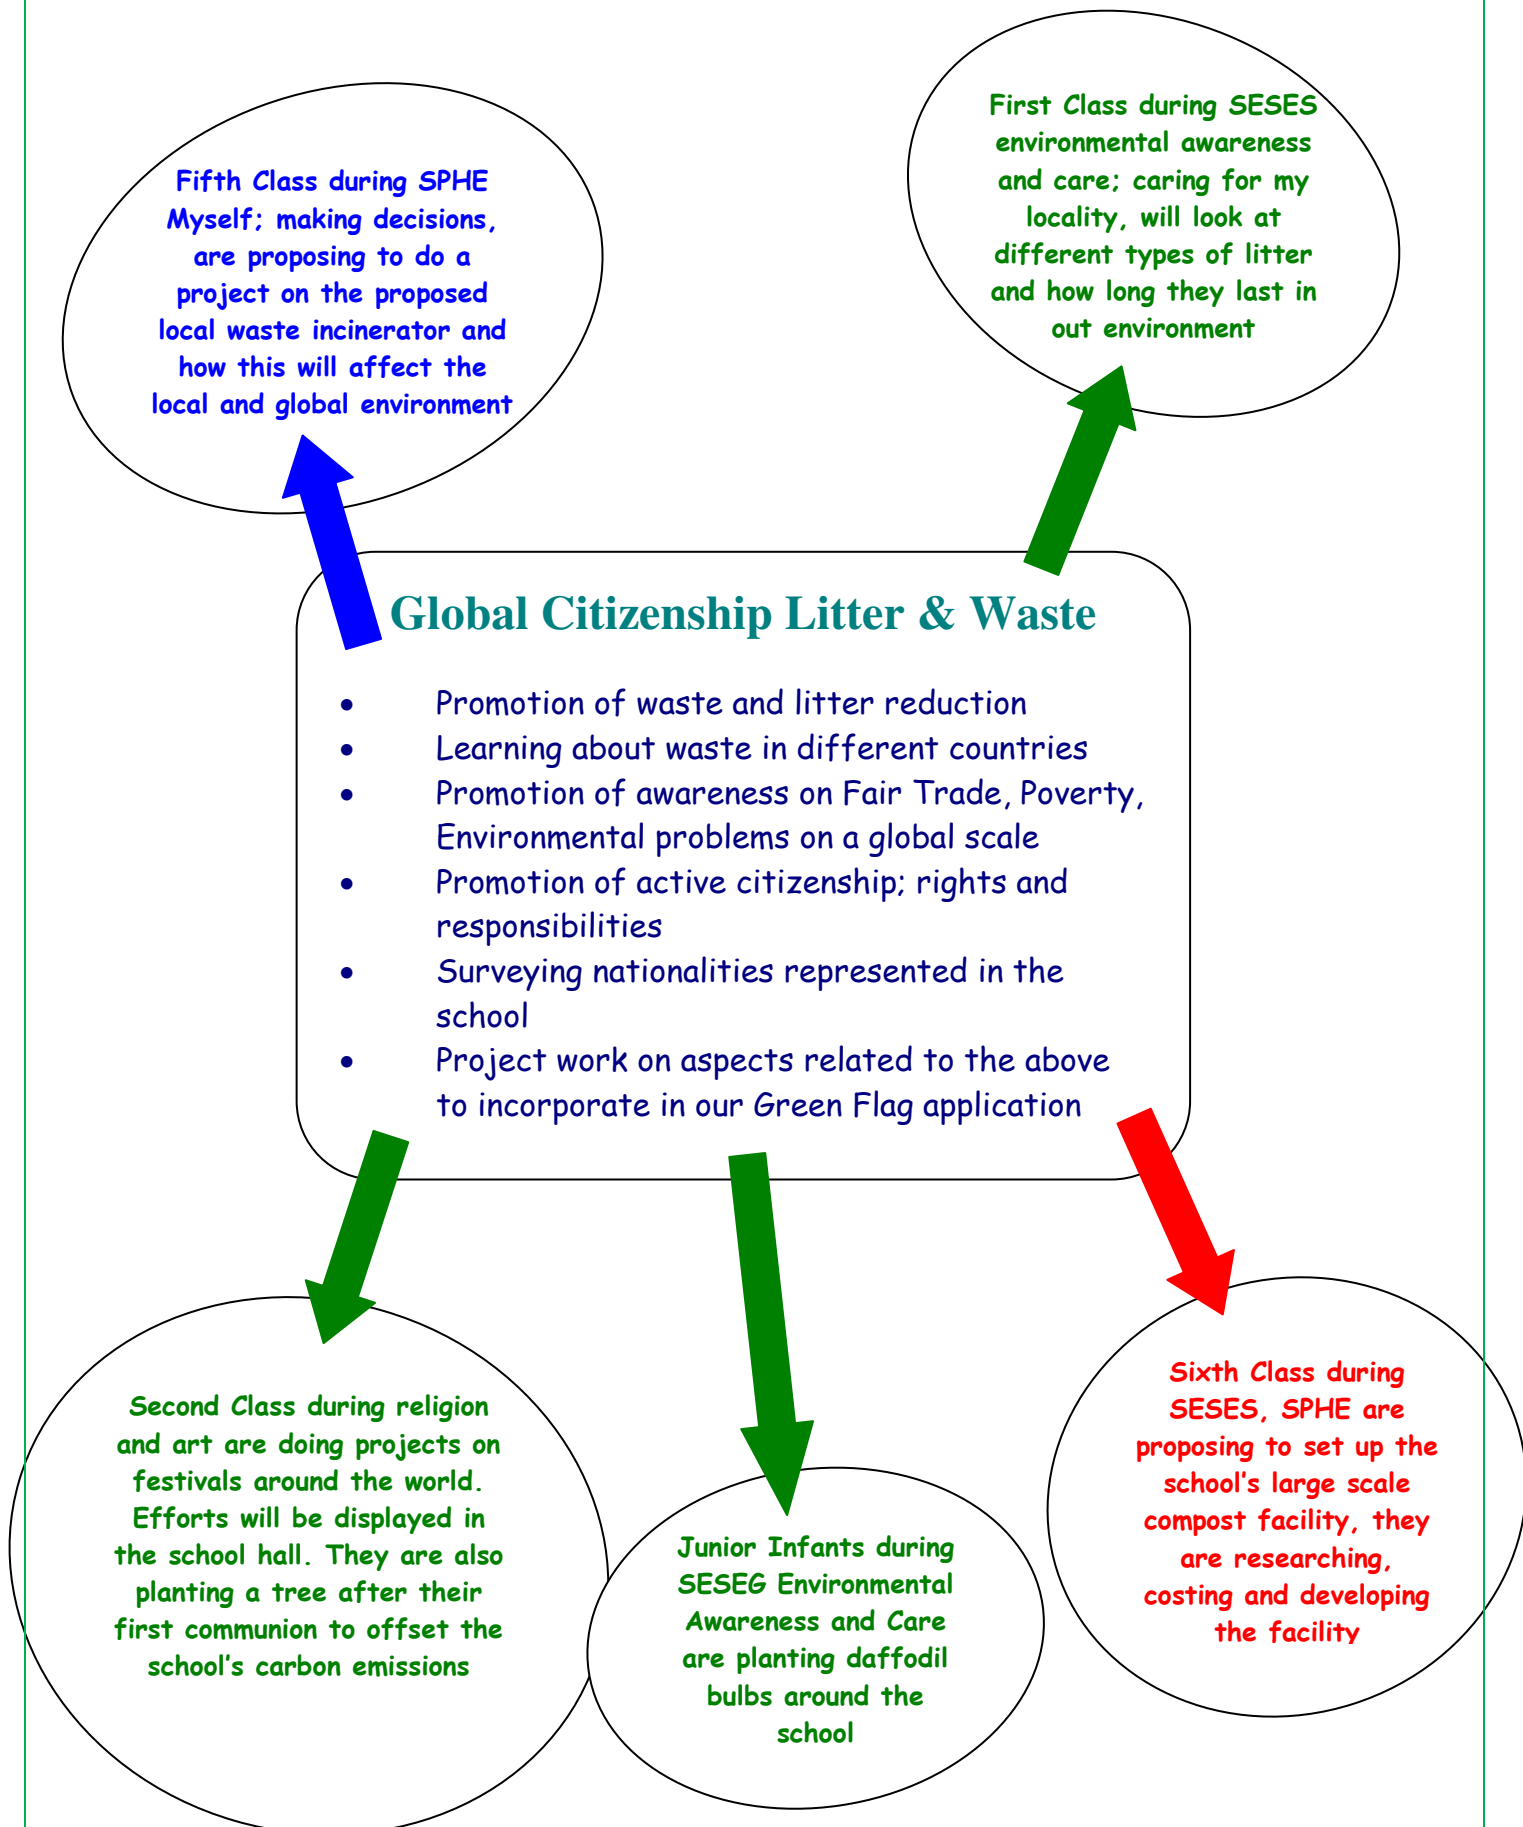 Fifth Class during SPHE
Myself; making decisions,
are proposing to do a
project on the proposed
local waste incinerator and
how this will affect the
local and global environment
First Class during SESES
environmental awareness
and care; caring for my
locality, will look at
different types of litter
and how long they last in
out environment
Global Citizenship Litter & Waste
• Promotion of waste and litter reduction
• Learning about waste in different countries
• Promotion of awareness on Fair Trade, Poverty,
Environmental problems on a global scale
• Promotion of active citizenship; rights and
responsibilities
• Surveying nationalities represented in the
school
• Project work on aspects related to the above
to incorporate in our Green Flag application
Second Class during religion
and art are doing projects on
festivals around the world.
Efforts will be displayed in
the school hall. They are also
planting a tree after their
first communion to offset the
school's carbon emissions
Junior Infants during
SESEG Environmental
Awareness and Care
are planting daffodil
bulbs around the
school
Sixth Class during
SESES, SPHE are
proposing to set up the
school's large scale
compost facility, they
are researching,
costing and developing
the facility